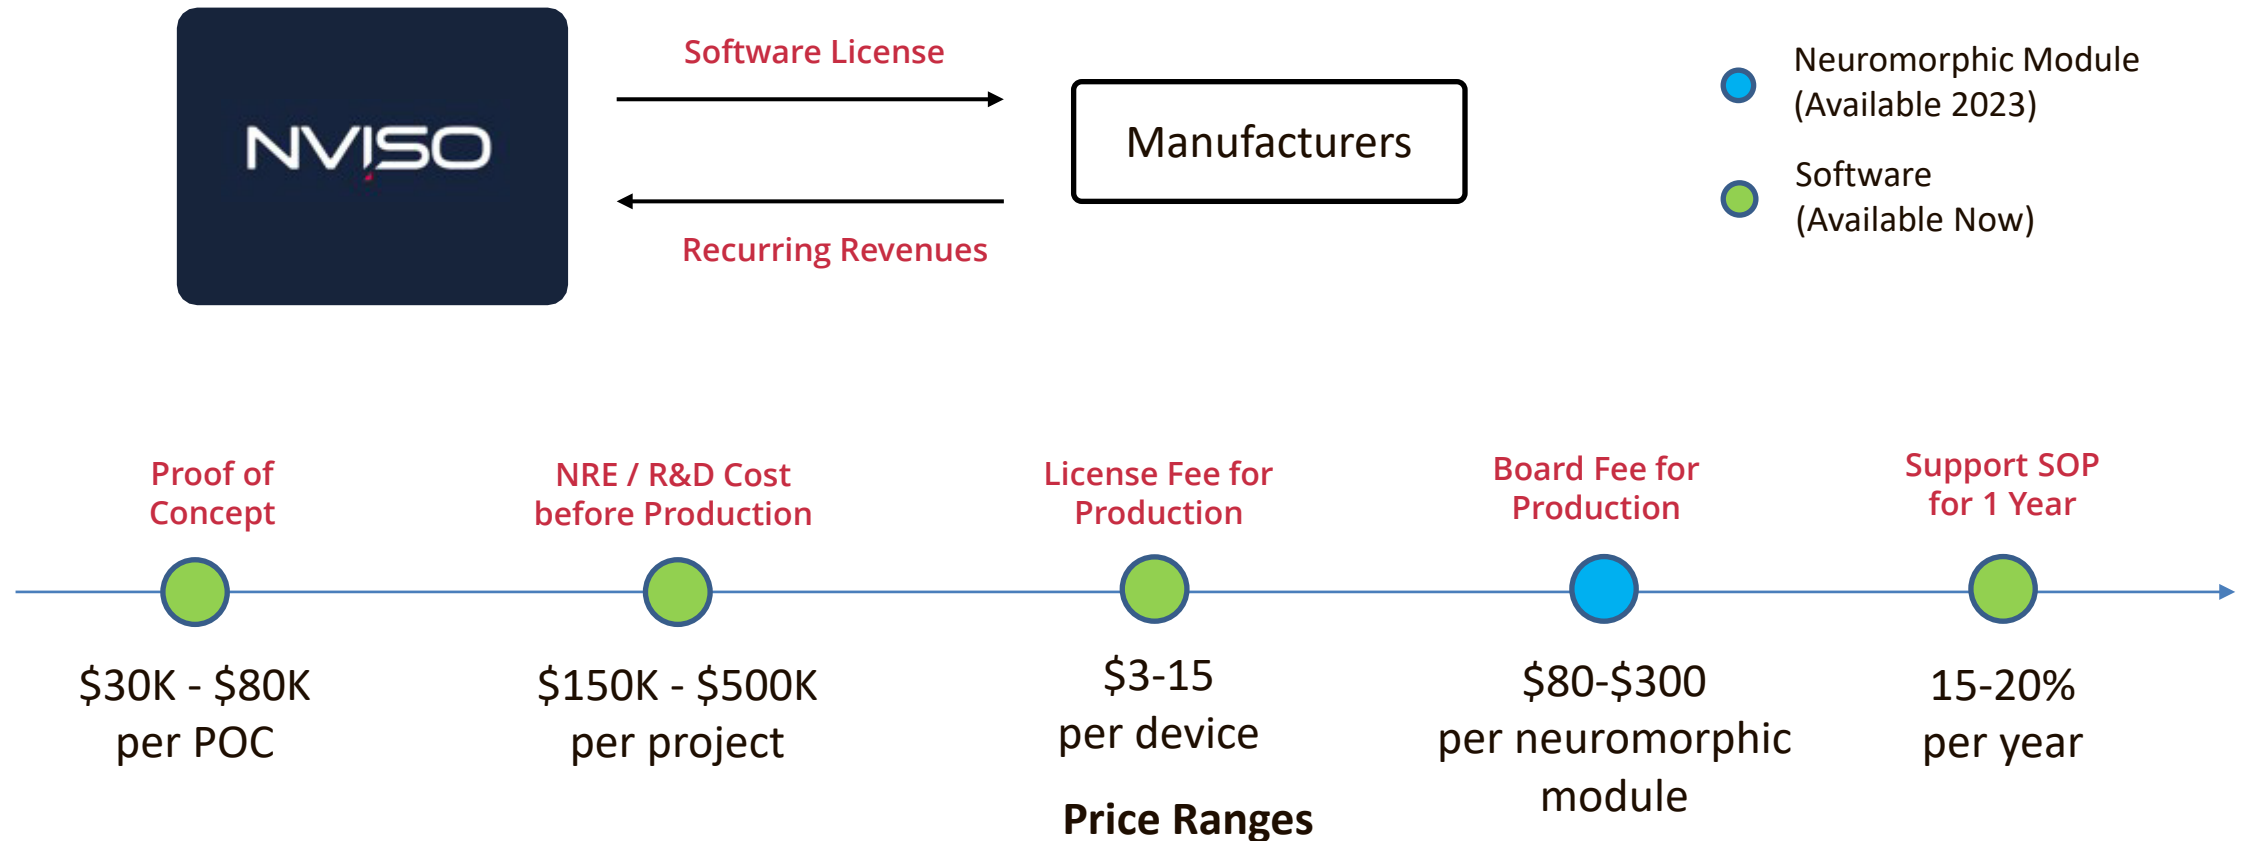 NVISO
Software License
Recurring Revenues
Manufacturers
Neuromorphic Module
(Available 2023)
Software
(Available Now)
Proof of
Concept
NRE / R&D Cost
before Production
License Fee for
Production
Board Fee for
Production
Support SOP
for 1 Year
$30K - $80K
per POC
$150K - $500K
per project
$3-15
per device
$80-$300
per neuromorphic
module
15-20%
per year
Price Ranges